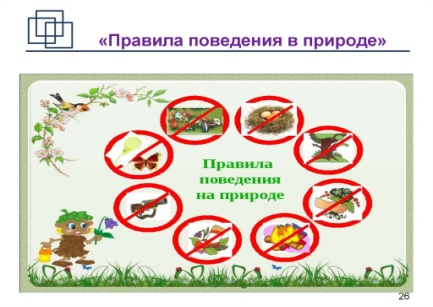 «Правила поведения в природе»
Правила
поведения
на природе
26